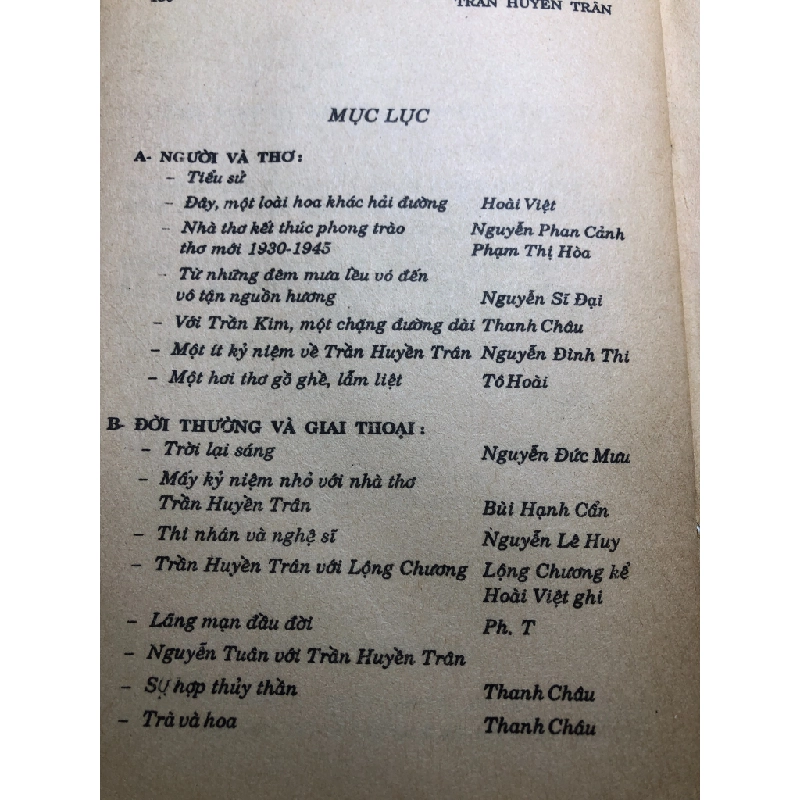 TRẦN HUYỀN TRÂN
MỤC LỤC
A- NGƯỜI VÀ THƠ:
- Tiểu sử
- Đây, một loài hoa khác hải đường Hoài Việt
- Nhà thơ kết thúc phong trào Nguyễn Phan Cảnh
thơ mới 1930-1945 Phạm Thị Hòa
- Từ những đêm mưa lều vó đến
vô tận nguồn hương Nguyễn Sĩ Đại
- Với Trần Kim, một chặng đường dài Thanh Châu
- Một ít kỷ niệm về Trần Huyền Trân Nguyễn Đình Thi
- Một hơi thơ gồ ghề, lẫm liệt Tô Hoài
B- ĐỜI THƯỜNG VÀ GIAI THOẠI:
- Trời lại sáng Nguyễn Đức Mưu
- Mấy kỷ niệm nhỏ với nhà thơ
Trần Huyền Trân Bùi Hạnh Cẩn
- Thi nhân và nghệ sĩ Nguyễn Lê Huy
- Trần Huyền Trân với Lộng Chương Lộng Chương kể
Hoài Việt ghi
- Lãng mạn đầu đời Ph. T
- Nguyễn Tuân với Trần Huyền Trân
- Sự hợp thủy thần Thanh Châu
- Trà và hoa Thanh Châu